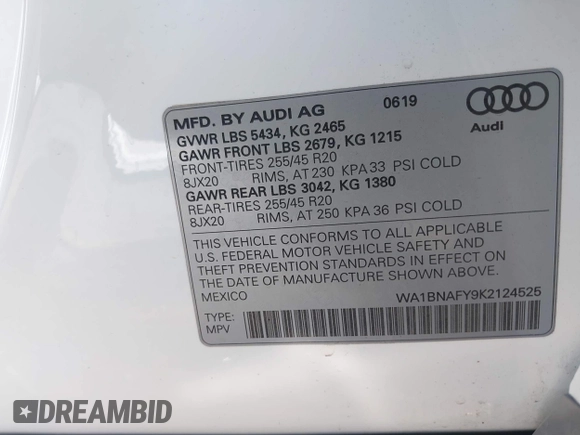 MFD. BY AUDI AG 0619
GVWR LBS 5434, KG 2465
GAWR FRONT LBS 2679, KG 1215
FRONT-TIRES 255/45 R20
8JX20 RIMS, AT 230 KPA 33 PSI COLD
GAWR REAR LBS 3042, KG 1380
REAR-TIRES 255/45 R20
8JX20 RIMS, AT 250 KPA 36 PSI COLD
Audi
THIS VEHICLE CONFORMS TO ALL APPLICABLE
U.S. FEDERAL MOTOR VEHICLE SAFETY AND
THEFT PREVENTION STANDARDS IN EFFECT ON
THE DATE OF MANUFACTURE SHOWN ABOVE.
MEXICO WA1BNAFY9K2124525
TYPE:
MPV
DREAMBID